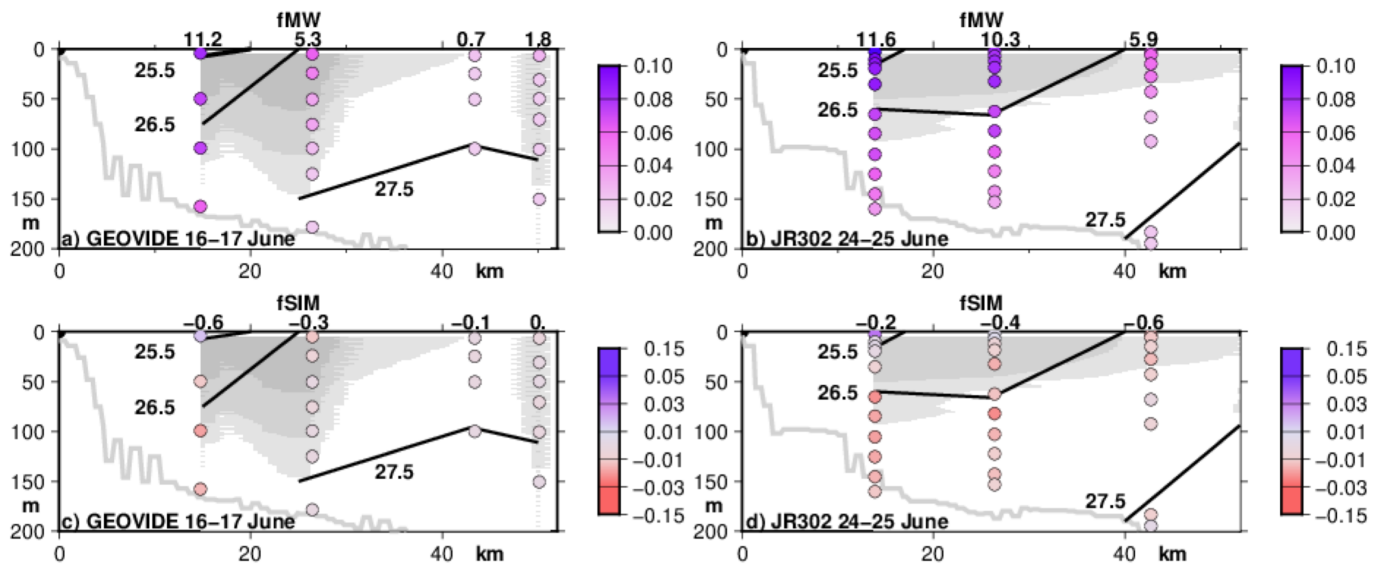 fMW
11.2 5.3 0.7 1.8
0
50
100
150
m
200
25.5
26.5
27.5
a) GEOVIDE 16–17 June
0 20 40 km
0.10
0.08
0.06
0.04
0.02
0.00
fMW
11.6 10.3 5.9
0
50
100
150
m
200
25.5
26.5
27.5
b) JR302 24–25 June
0 20 40 km
0.10
0.08
0.06
0.04
0.02
0.00
fSIM
−0.6 −0.3 −0.1 0.
0
50
100
150
m
200
25.5
26.5
27.5
c) GEOVIDE 16–17 June
0 20 40 km
0.15
0.05
0.03
0.01
−0.01
−0.03
−0.15
fSIM
−0.2 −0.4 −0.6
0
50
100
150
m
200
25.5
26.5
27.5
d) JR302 24–25 June
0 20 40 km
0.15
0.05
0.03
0.01
−0.01
−0.03
−0.15